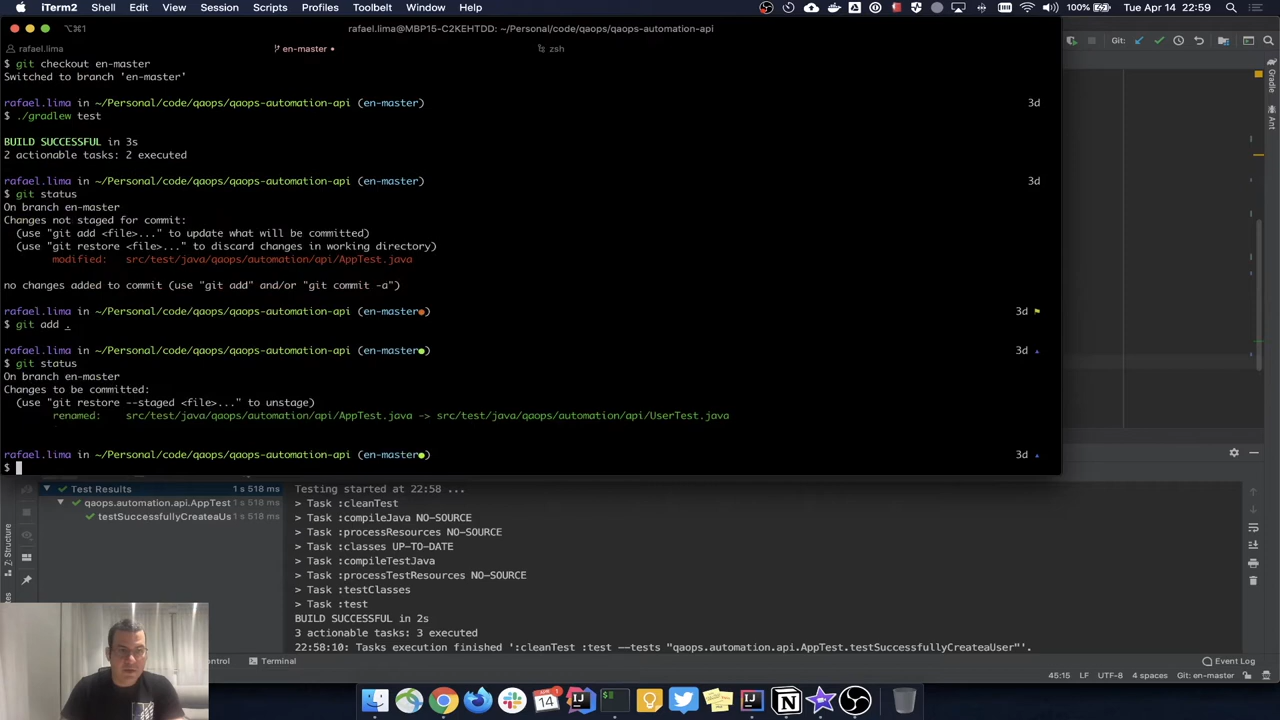 iTerm2 Shell Edit View Session Scripts Profiles Toolbelt Window Help
100% Tue 14 Apr 22:59
⌥⌘1 rafael.lima@MBP15-C2KEHTDD: ~/Personal/code/qaops/qaops-automation-api
rafael.lima en-master zsh
Git:
$ git checkout en-master
Switched to branch 'en-master'
rafael.lima in ~/Personal/code/qaops/qaops-automation-api (en-master) 3d
$ ./gradlew test
BUILD SUCCESSFUL in 3s
2 actionable tasks: 2 executed
rafael.lima in ~/Personal/code/qaops/qaops-automation-api (en-master) 3d
$ git status
On branch en-master
Changes not staged for commit:
(use "git add <file>..." to update what will be committed)
(use "git restore <file>..." to discard changes in working directory)
modified: src/test/java/qaops/automation/api/AppTest.java
no changes added to commit (use "git add" and/or "git commit -a")
rafael.lima in ~/Personal/code/qaops/qaops-automation-api (en-master●) 3d
$ git add .
rafael.lima in ~/Personal/code/qaops/qaops-automation-api (en-master●) 3d
$ git status
On branch en-master
Changes to be committed:
(use "git restore --staged <file>..." to unstage)
renamed: src/test/java/qaops/automation/api/AppTest.java -> src/test/java/qaops/automation/api/UserTest.java
rafael.lima in ~/Personal/code/qaops/qaops-automation-api (en-master●) 3d
$
Gradle
Ant
Test Results 1 s 518 ms
qaops.automation.api.AppTest 1 s 518 ms
testSuccessfullyCreateaUs 1 s 518 ms
Testing started at 22:58 ...
> Task :cleanTest
> Task :compileJava NO-SOURCE
> Task :processResources NO-SOURCE
> Task :classes UP-TO-DATE
> Task :compileTestJava
> Task :processTestResources NO-SOURCE
> Task :testClasses
> Task :test
BUILD SUCCESSFUL in 2s
3 actionable tasks: 3 executed
22:58:10: Tasks execution finished ':cleanTest :test --tests "qaops.automation.api.AppTest.testSuccessfullyCreateaUser"'.
Z: Structure
Terminal Event Log
45:15 LF UTF-8 4 spaces Git: en-master
14